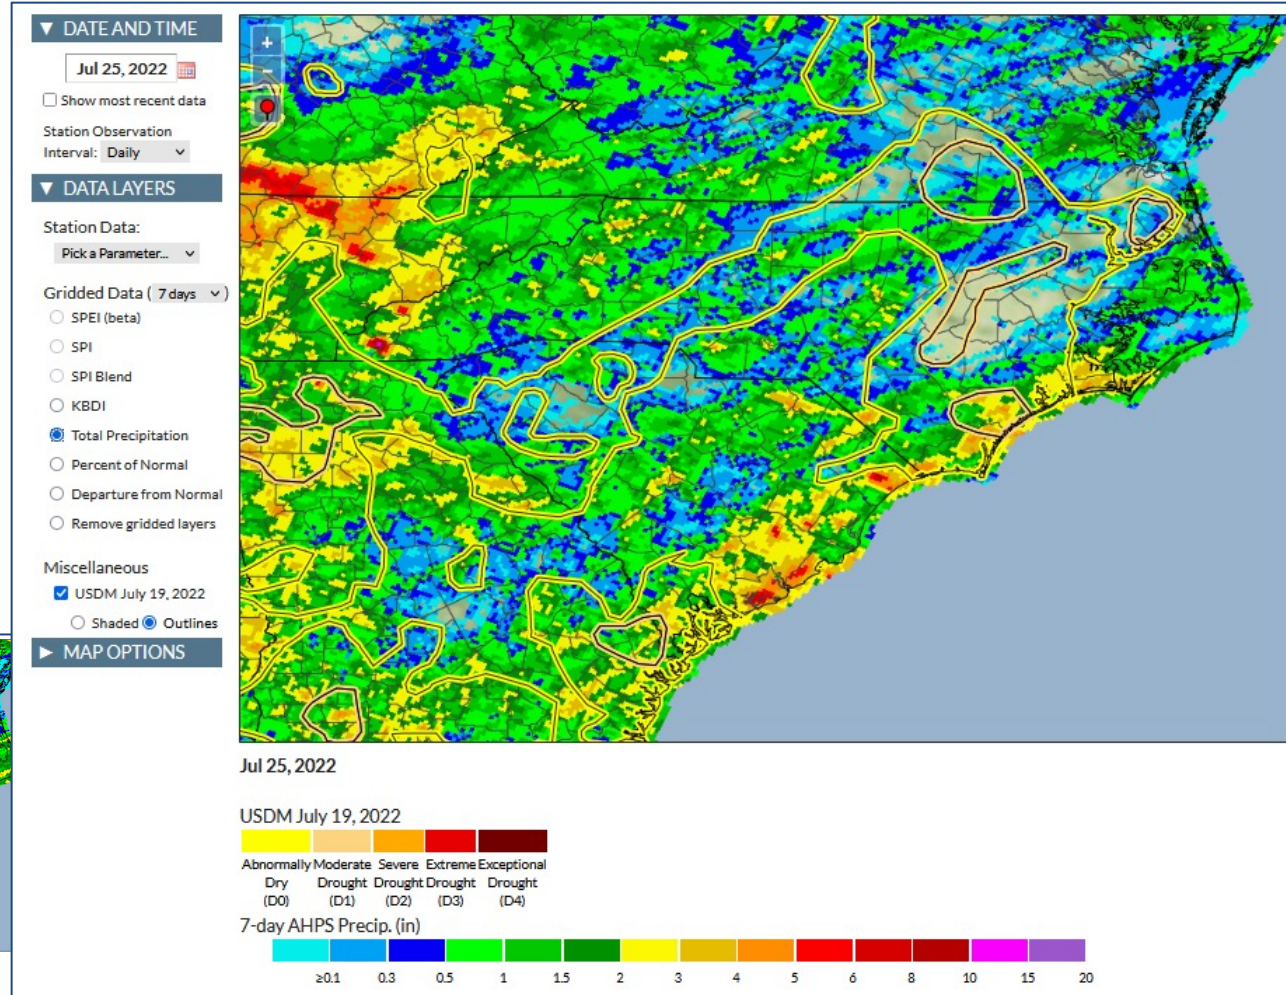 ▼ DATE AND TIME
Jul 25, 2022
Show most recent data
Station Observation
Interval: Daily
▼ DATA LAYERS
Station Data:
Pick a Parameter...
Gridded Data ( 7 days )
SPEI (beta)
SPI
SPI Blend
KBDI
Total Precipitation
Percent of Normal
Departure from Normal
Remove gridded layers
Miscellaneous
USDM July 19, 2022
Shaded Outlines
► MAP OPTIONS
+
Jul 25, 2022
USDM July 19, 2022
Abnormally Moderate Severe Extreme Exceptional
Dry Drought Drought Drought Drought
(D0) (D1) (D2) (D3) (D4)
7-day AHPS Precip. (in)
≥0.1 0.3 0.5 1 1.5 2 3 4 5 6 8 10 15 20